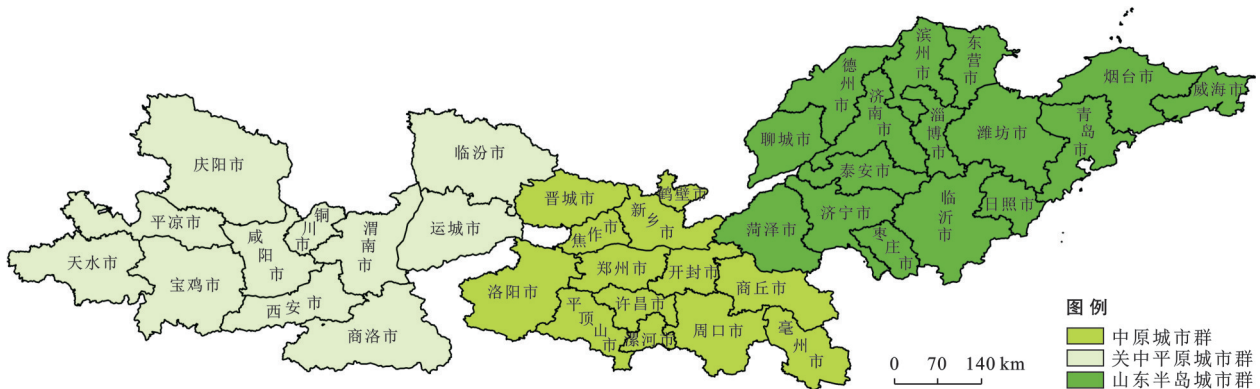 庆阳市
平凉市
天水市
宝鸡市
咸阳市
铜川市
渭南市
西安市
商洛市
临汾市
运城市
晋城市
鹤壁市
新乡市
焦作市
郑州市
开封市
洛阳市
平顶山市
许昌市
漯河市
周口市
商丘市
亳州市
德州市
滨州市
东营市
烟台市
威海市
聊城市
济南市
淄博市
潍坊市
青岛市
泰安市
菏泽市
济宁市
枣庄市
临沂市
日照市
图例
中原城市群
关中平原城市群
山东半岛城市群
0 70 140 km